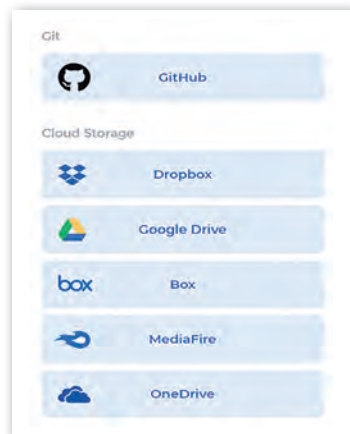 Git
GitHub
Cloud Storage
Dropbox
Google Drive
box Box
MediaFire
OneDrive